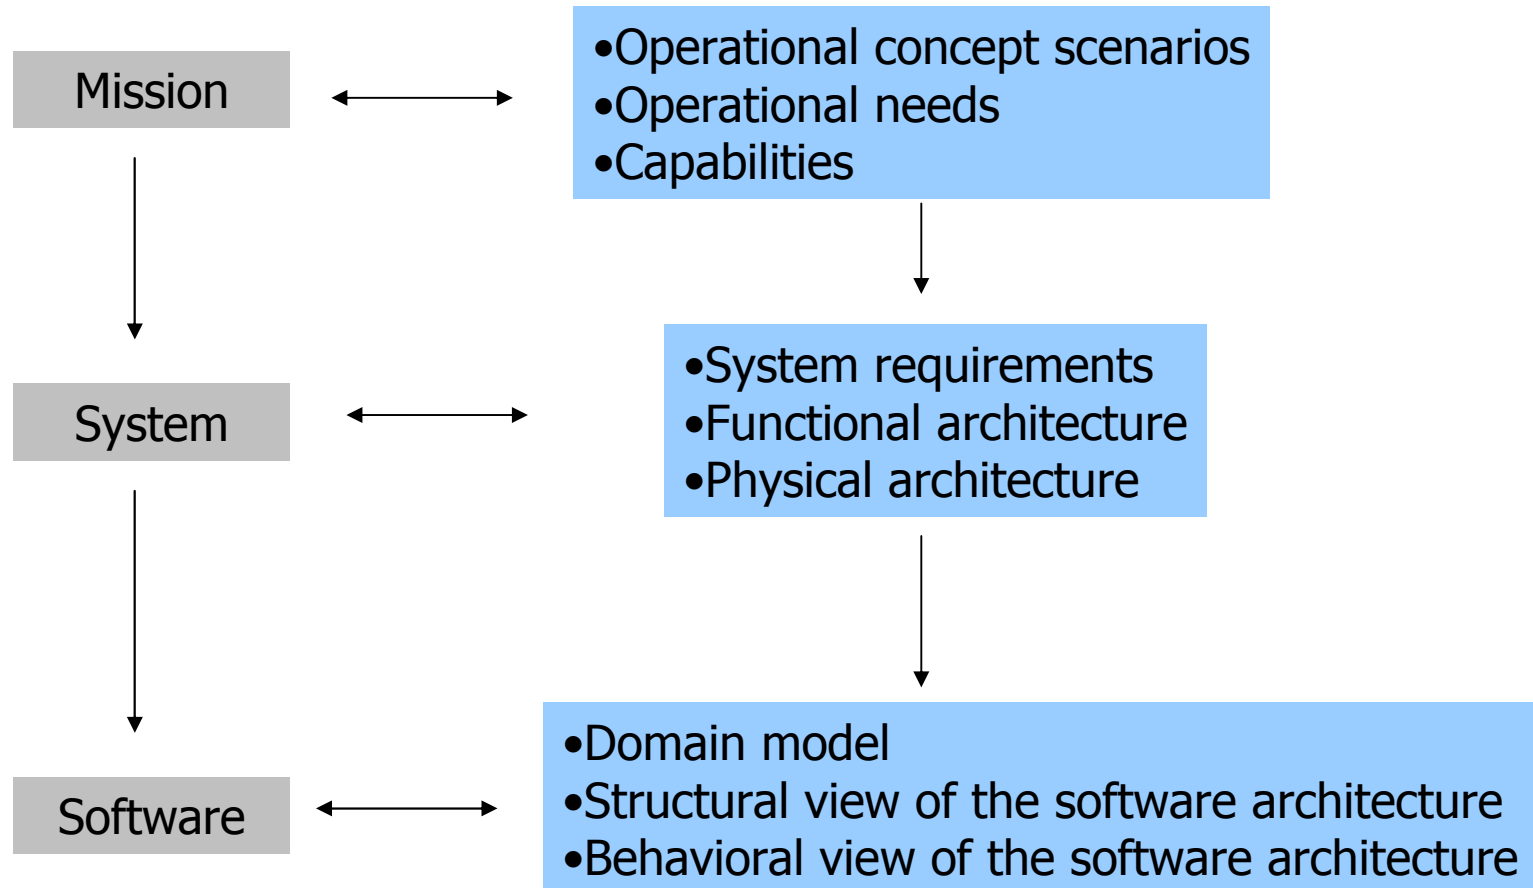 Mission
•Operational concept scenarios
•Operational needs
•Capabilities
System
•System requirements
•Functional architecture
•Physical architecture
Software
•Domain model
•Structural view of the software architecture
•Behavioral view of the software architecture